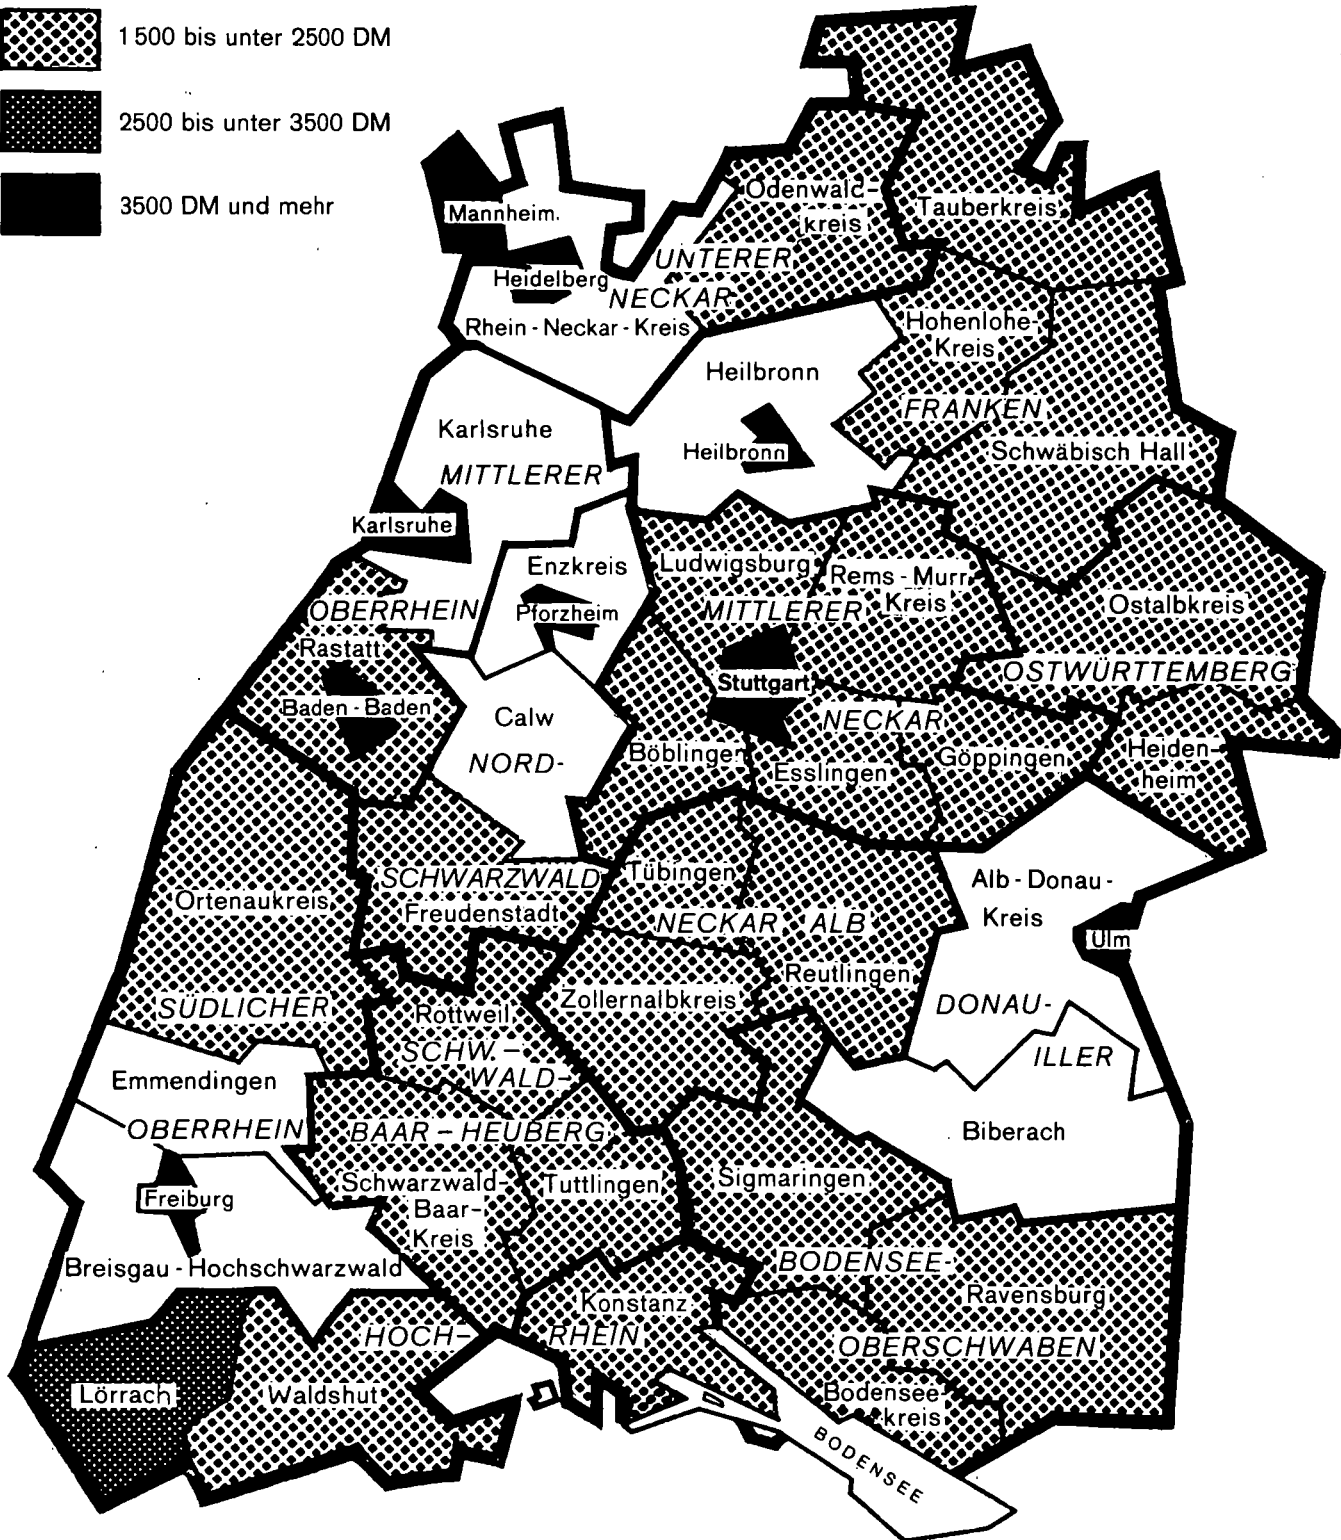 1500 bis unter 2500 DM
2500 bis unter 3500 DM
3500 DM und mehr
Mannheim
Odenwald-
kreis
Tauberkreis
UNTERER
Heidelberg
NECKAR
Rhein-Neckar-Kreis
Hohenlohe-
Kreis
Heilbronn
FRANKEN
Karlsruhe
MITTLERER
Heilbronn
Schwäbisch Hall
Karlsruhe
Enzkreis
Ludwigsburg
Rems-Murr
Kreis
OBERRHEIN
Pforzheim
MITTLERER
Ostalbkreis
Rastatt
Stuttgart
OSTWÜRTTEMBERG
Baden-Baden
Calw
NECKAR
NORD-
Böblingen
Esslingen
Göppingen
Heiden-
heim
Ortenaukreis
SCHWARZWALD
Tübingen
Alb-Donau-
Kreis
Freudenstadt
NECKAR ALB
Ulm
Reutlingen
SÜDLICHER
Rottweil
Zollernalbkreis
DONAU-
SCHW.-
WALD-
ILLER
Emmendingen
OBERRHEIN
BAAR-HEUBERG
Biberach
Freiburg
Schwarzwald-
Baar-
Kreis
Tuttlingen
Sigmaringen
Breisgau-Hochschwarzwald
BODENSEE-
Konstanz
Ravensburg
HOCH-
RHEIN
OBERSCHWABEN
Lörrach
Waldshut
Bodensee
kreis
BODENSEE